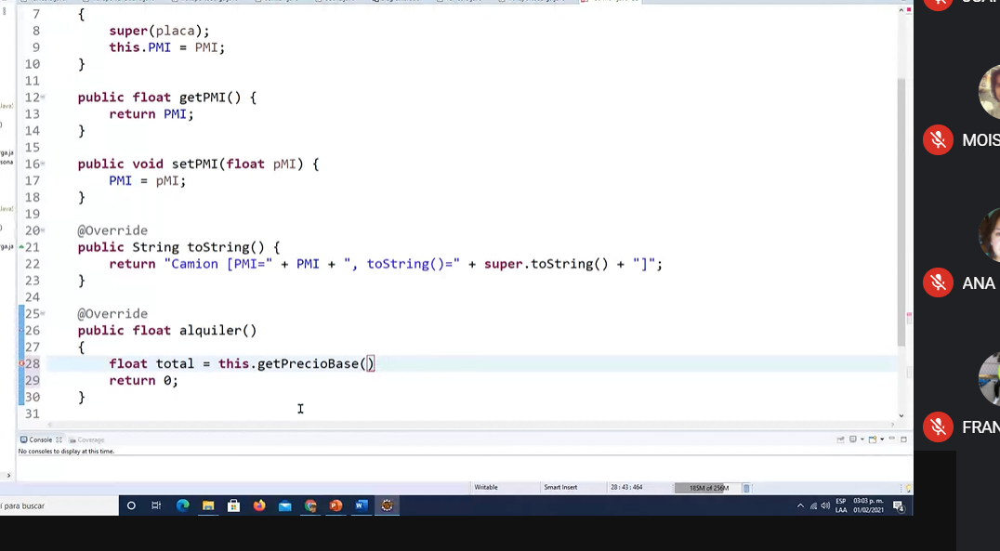 7 {
8 super(placa);
9 this.PMI = PMI;
10 }
11
12 public float getPMI() {
13 return PMI;
14 }
15
16 public void setPMI(float pMI) {
17 PMI = pMI;
18 }
19
20 @Override
21 public String toString() {
22 return "Camion [PMI=" + PMI + ", toString()=" + super.toString() + "]";
23 }
24
25 @Override
26 public float alquiler()
27 {
28 float total = this.getPrecioBase()
29 return 0;
30 }
31
MOIS
ANA
FRAN
Console Coverage
No consoles to display at this time.
Writable Smart Insert 28 : 43 : 464 185M of 256M
í para buscar
ESP 03:03 p. m.
LAA 01/02/2021
4